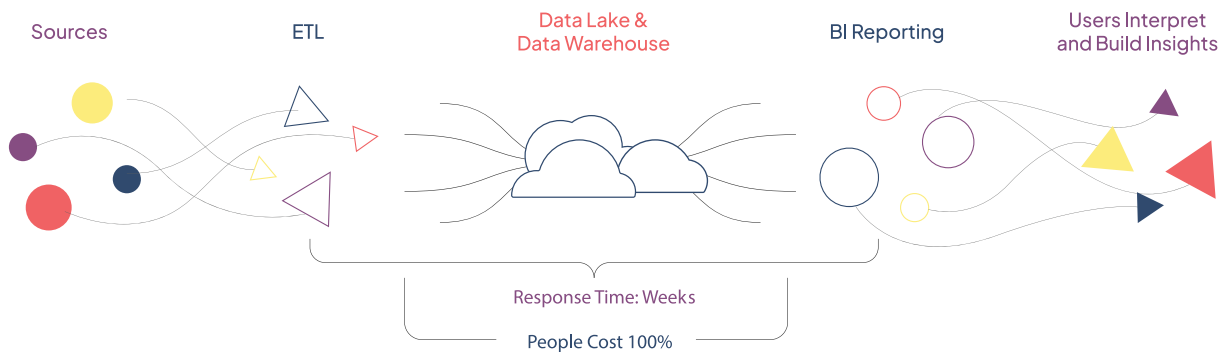 Sources
ETL
Data Lake &
Data Warehouse
BI Reporting
Users Interpret
and Build Insights
Response Time: Weeks
People Cost 100%